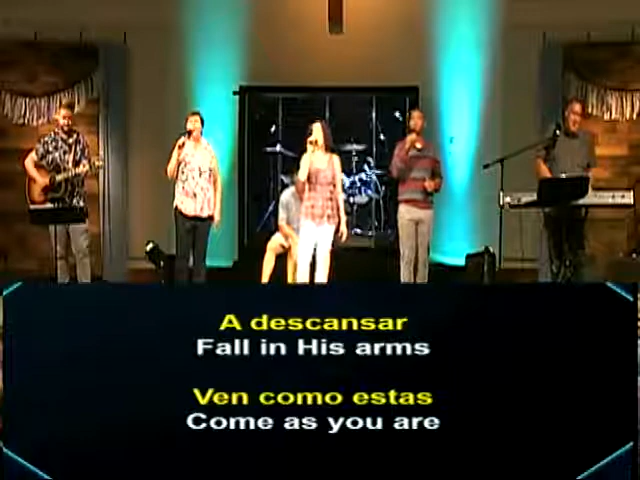 A descansar
Fall in His arms
Ven como estas
Come as you are